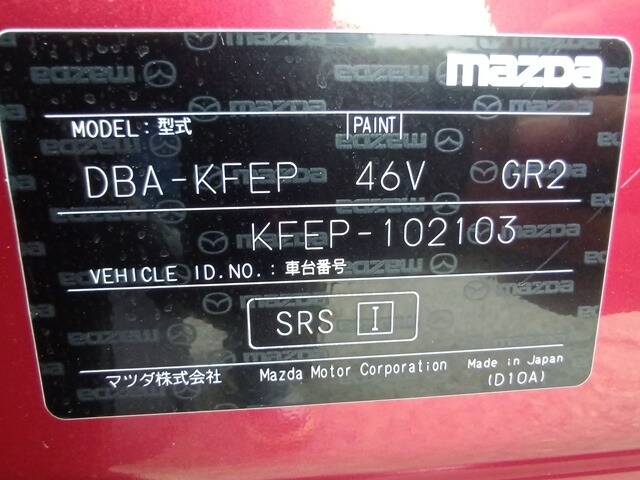 mazda
MODEL：型式 PAINT
DBA-KFEP 46V GR2
KFEP-102103
VEHICLE ID.NO.：車台番号
SRS I
マツダ株式会社 Mazda Motor Corporation Made in Japan
(D10A)